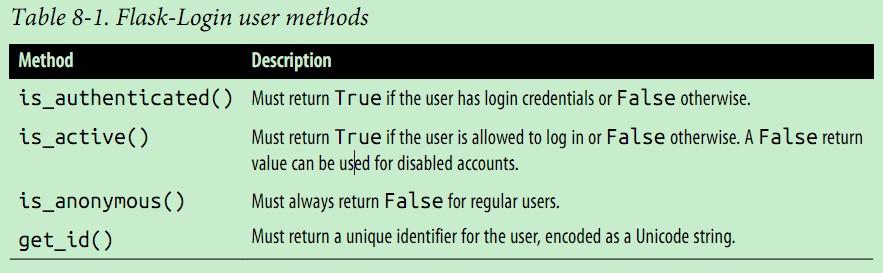 Table 8-1. Flask-Login user methods
Method Description
is_authenticated() Must return True if the user has login credentials or False otherwise.
is_active() Must return True if the user is allowed to log in or False otherwise. A False return
value can be used for disabled accounts.
is_anonymous() Must always return False for regular users.
get_id() Must return a unique identifier for the user, encoded as a Unicode string.